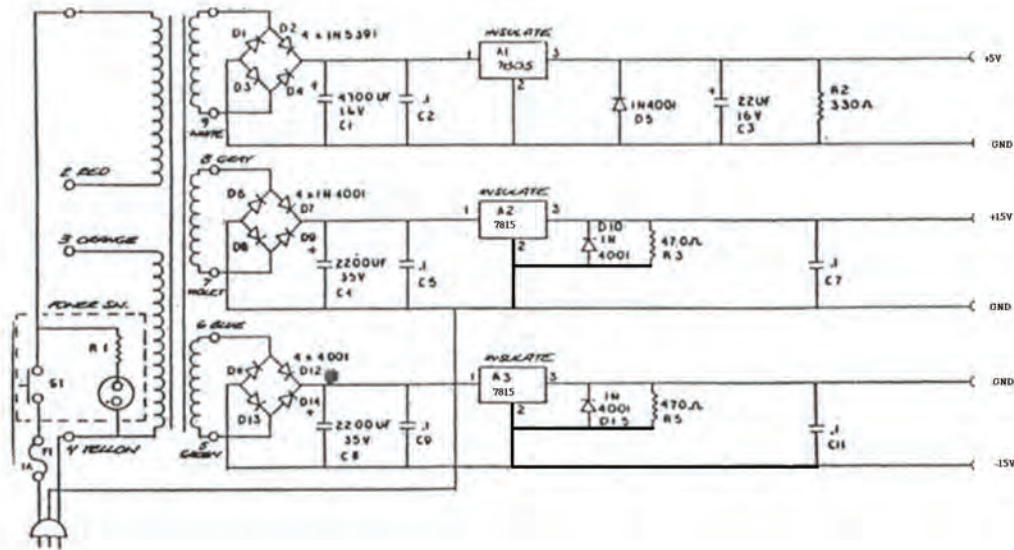 D1
D2
4 x 1N5391
D3
D4
+
4700 UF
16V
C1
.1
C2
INSULATE
1
A1
7805
3
2
1N4001
D5
+
22UF
16V
C3
R2
330Ω
+5V
GND
9
WHITE
8 GRAY
2 RED
D6
4 x 1N4001
D7
D8
D9
+
2200UF
35V
C4
.1
C5
INSULATE
1
A2
7815
3
2
D10
1N
4001
470Ω
R3
.1
C7
+15V
GND
7
VIOLET
3 ORANGE
POWER SW.
R1
S1
F1
1A
4 YELLOW
6 BLUE
4 x 4001
D12
D13
D14
+
2200UF
35V
C8
.1
C9
INSULATE
1
A3
7815
3
2
1N
4001
D15
470Ω
R5
.1
C11
GND
-15V
5
GREEN